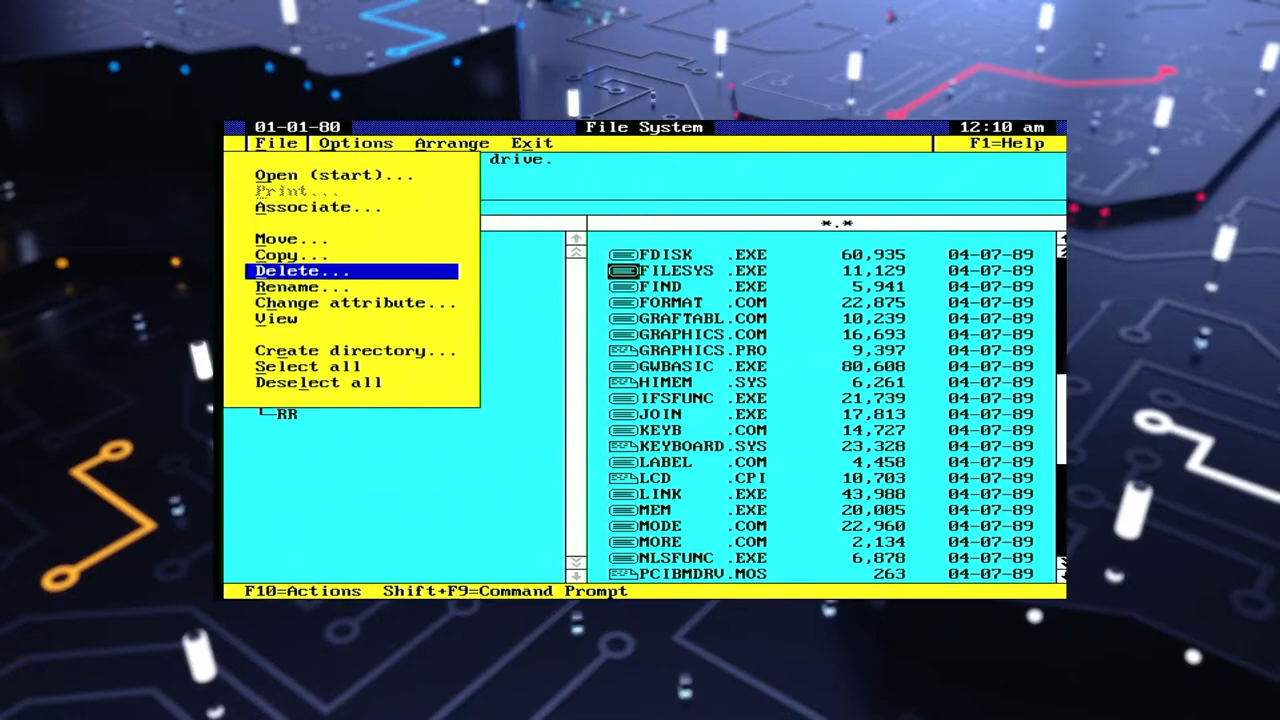 01-01-80 File System 12:10 am
File Options Arrange Exit F1=Help
drive.
Open (start)...
Print...
Associate...
Move...
Copy...
Delete...
Rename...
Change attribute...
View
Create directory...
Select all
Deselect all
RR
*.*
FDISK .EXE 60,935 04-07-89
FILESYS .EXE 11,129 04-07-89
FIND .EXE 5,941 04-07-89
FORMAT .COM 22,875 04-07-89
GRAFTABL.COM 10,239 04-07-89
GRAPHICS.COM 16,693 04-07-89
GRAPHICS.PRO 9,397 04-07-89
GWBASIC .EXE 80,608 04-07-89
HIMEM .SYS 6,261 04-07-89
IFSFUNC .EXE 21,739 04-07-89
JOIN .EXE 17,813 04-07-89
KEYB .COM 14,727 04-07-89
KEYBOARD.SYS 23,328 04-07-89
LABEL .COM 4,458 04-07-89
LCD .CPI 10,703 04-07-89
LINK .EXE 43,988 04-07-89
MEM .EXE 20,005 04-07-89
MODE .COM 22,960 04-07-89
MORE .COM 2,134 04-07-89
NLSFUNC .EXE 6,878 04-07-89
PCIBMDRV.MOS 263 04-07-89
F10=Actions Shift+F9=Command Prompt